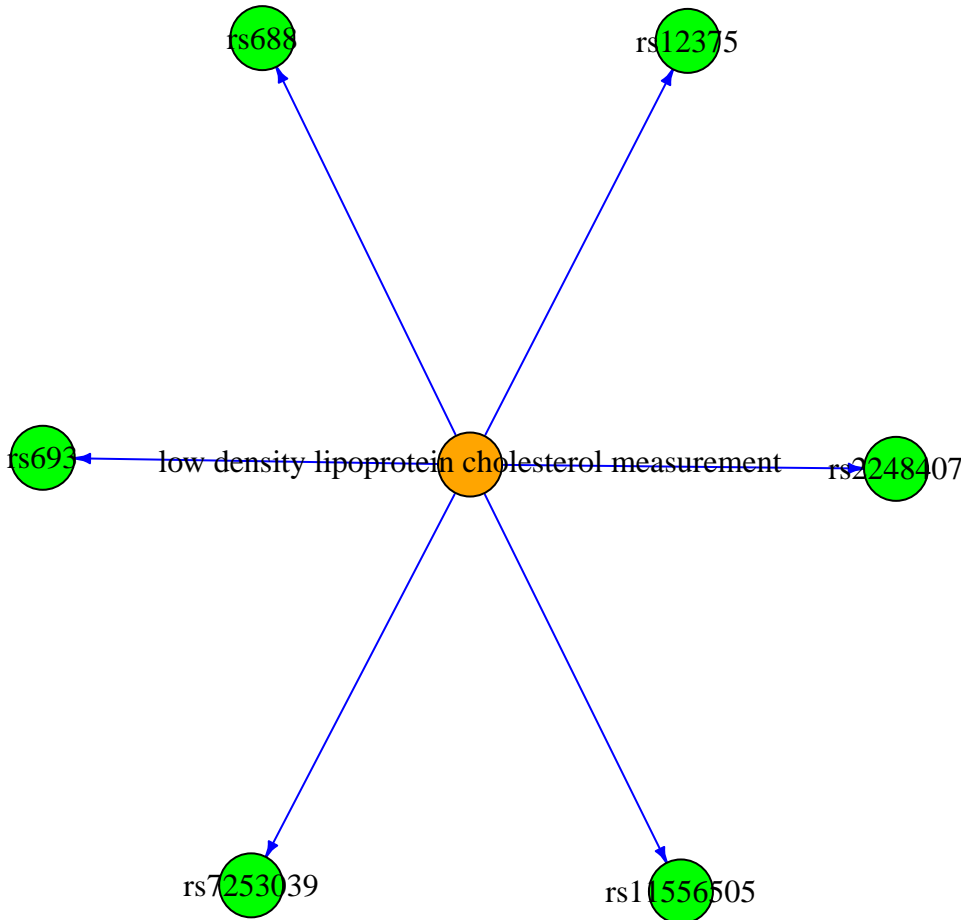 rs688
rs12375
rs693
low density lipoprotein cholesterol measurement
rs2248407
rs7253039
rs11556505